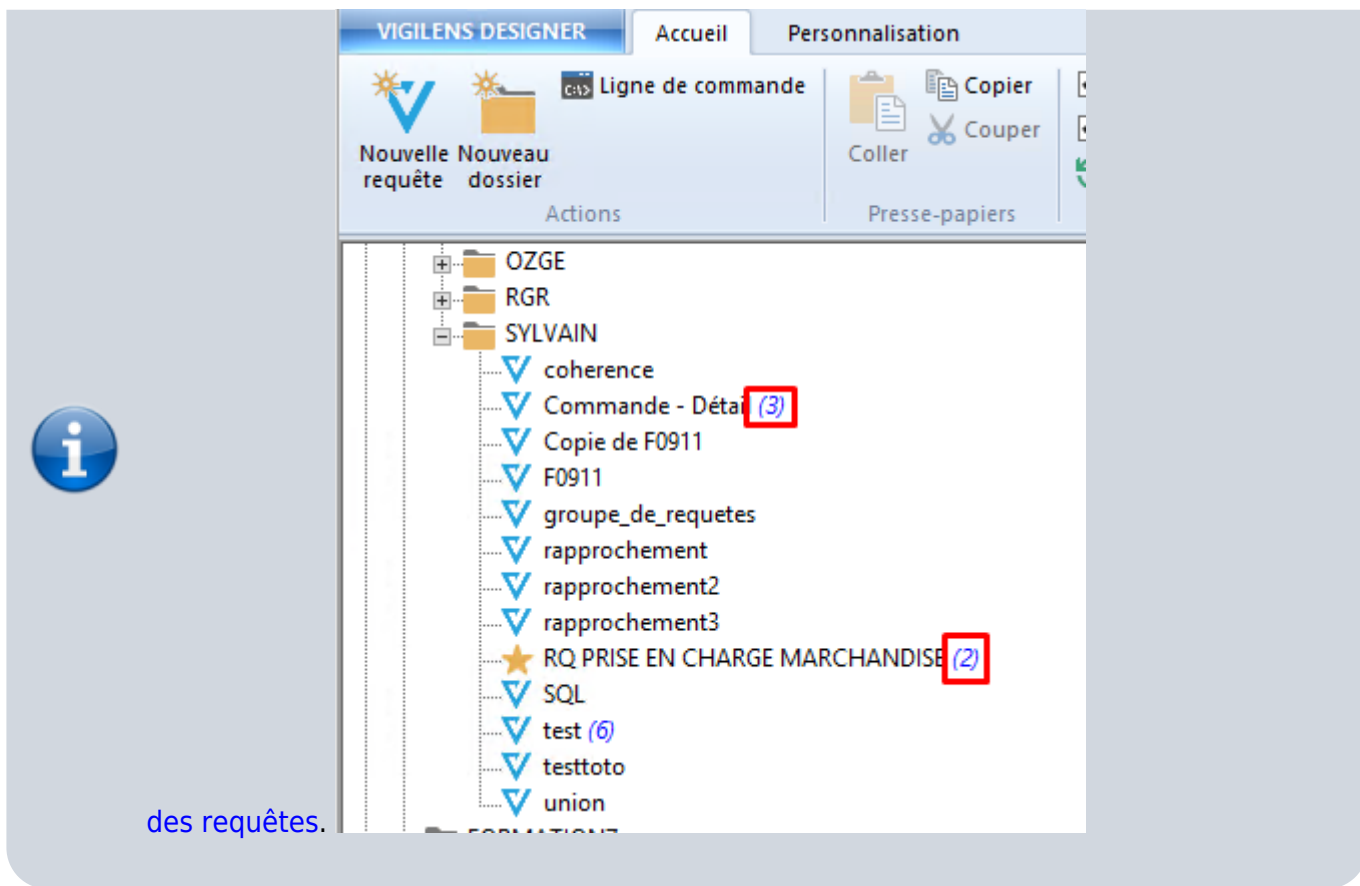 VIGILENS DESIGNER Accueil Personnalisation
Ligne de commande
Copier
Couper
Nouvelle requête
Nouveau dossier
Coller
Actions Presse-papiers
OZGE
RGR
SYLVAIN
coherence
Commande - Détail (3)
Copie de F0911
F0911
groupe_de_requetes
rapprochement
rapprochement2
rapprochement3
RQ PRISE EN CHARGE MARCHANDISE (2)
SQL
test (6)
testtoto
union
des requêtes.